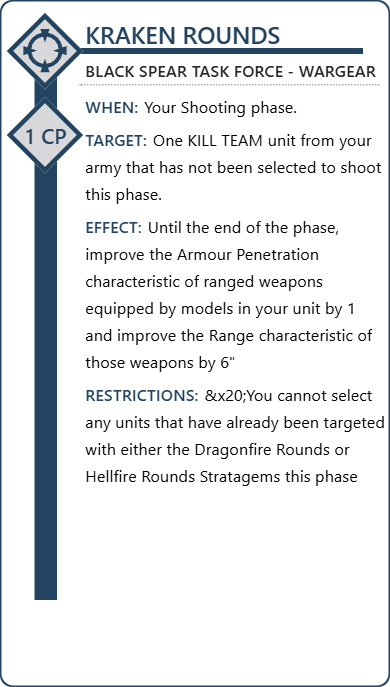 KRAKEN ROUNDS
BLACK SPEAR TASK FORCE - WARGEAR
1 CP
WHEN: Your Shooting phase.
TARGET: One KILL TEAM unit from your
army that has not been selected to shoot
this phase.
EFFECT: Until the end of the phase,
improve the Armour Penetration
characteristic of ranged weapons
equipped by models in your unit by 1
and improve the Range characteristic of
those weapons by 6"
RESTRICTIONS: &x20;You cannot select
any units that have already been targeted
with either the Dragonfire Rounds or
Hellfire Rounds Stratagems this phase